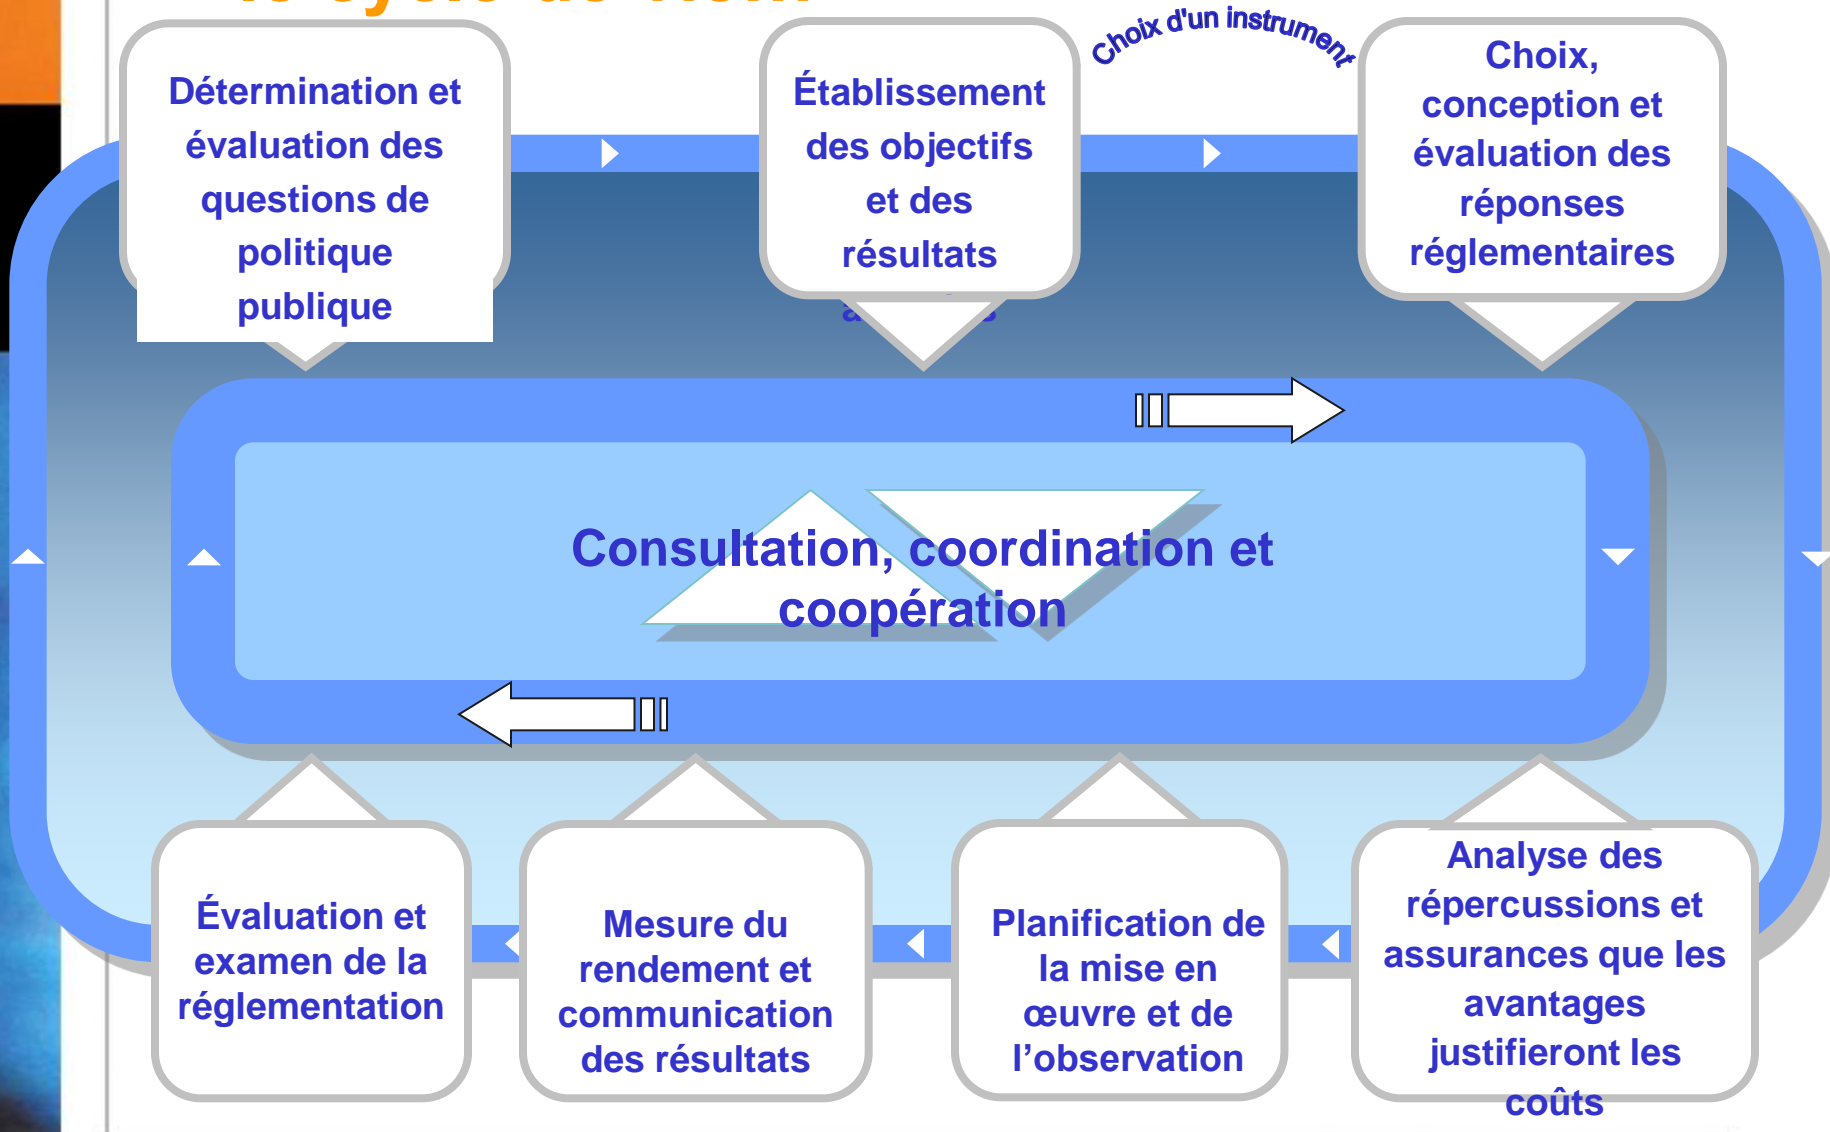 Choix d'un instrument
Détermination et
évaluation des
questions de
politique
publique
Établissement
des objectifs
et des
résultats
Choix,
conception et
évaluation des
réponses
réglementaires
Consultation, coordination et
coopération
Évaluation et
examen de la
réglementation
Mesure du
rendement et
communication
des résultats
Planification de
la mise en
œuvre et de
l’observation
Analyse des
répercussions et
assurances que les
avantages
justifieront les
coûts